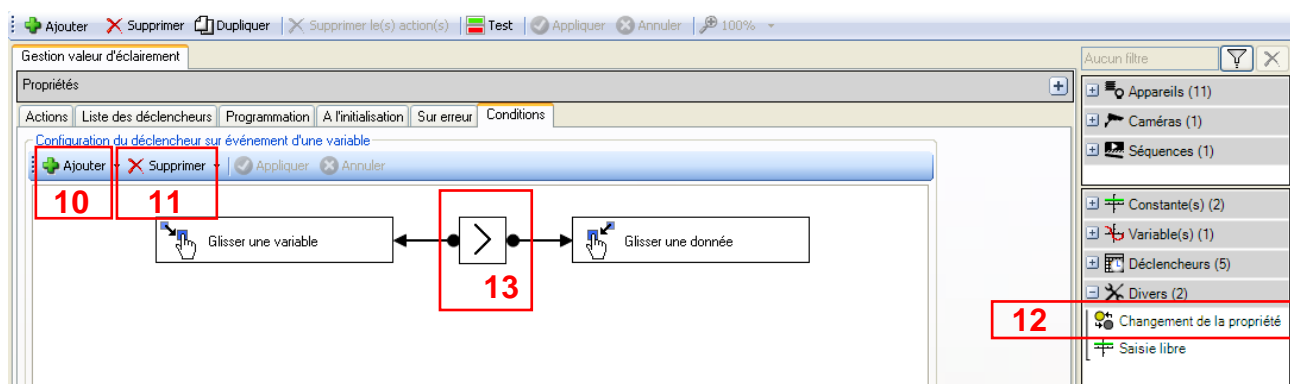 Ajouter Supprimer Dupliquer Supprimer le(s) action(s) Test Appliquer Annuler 100%
Gestion valeur d'éclairement
Propriétés
Actions Liste des déclencheurs Programmation A l'initialisation Sur erreur Conditions
Configuration du déclencheur sur événement d'une variable
Ajouter Supprimer Appliquer Annuler
10 11
Glisser une variable > Glisser une donnée
13
Aucun filtre
Appareils (11)
Caméras (1)
Séquences (1)
Constante(s) (2)
Variable(s) (1)
Déclencheurs (5)
Divers (2)
12 Changement de la propriété
Saisie libre